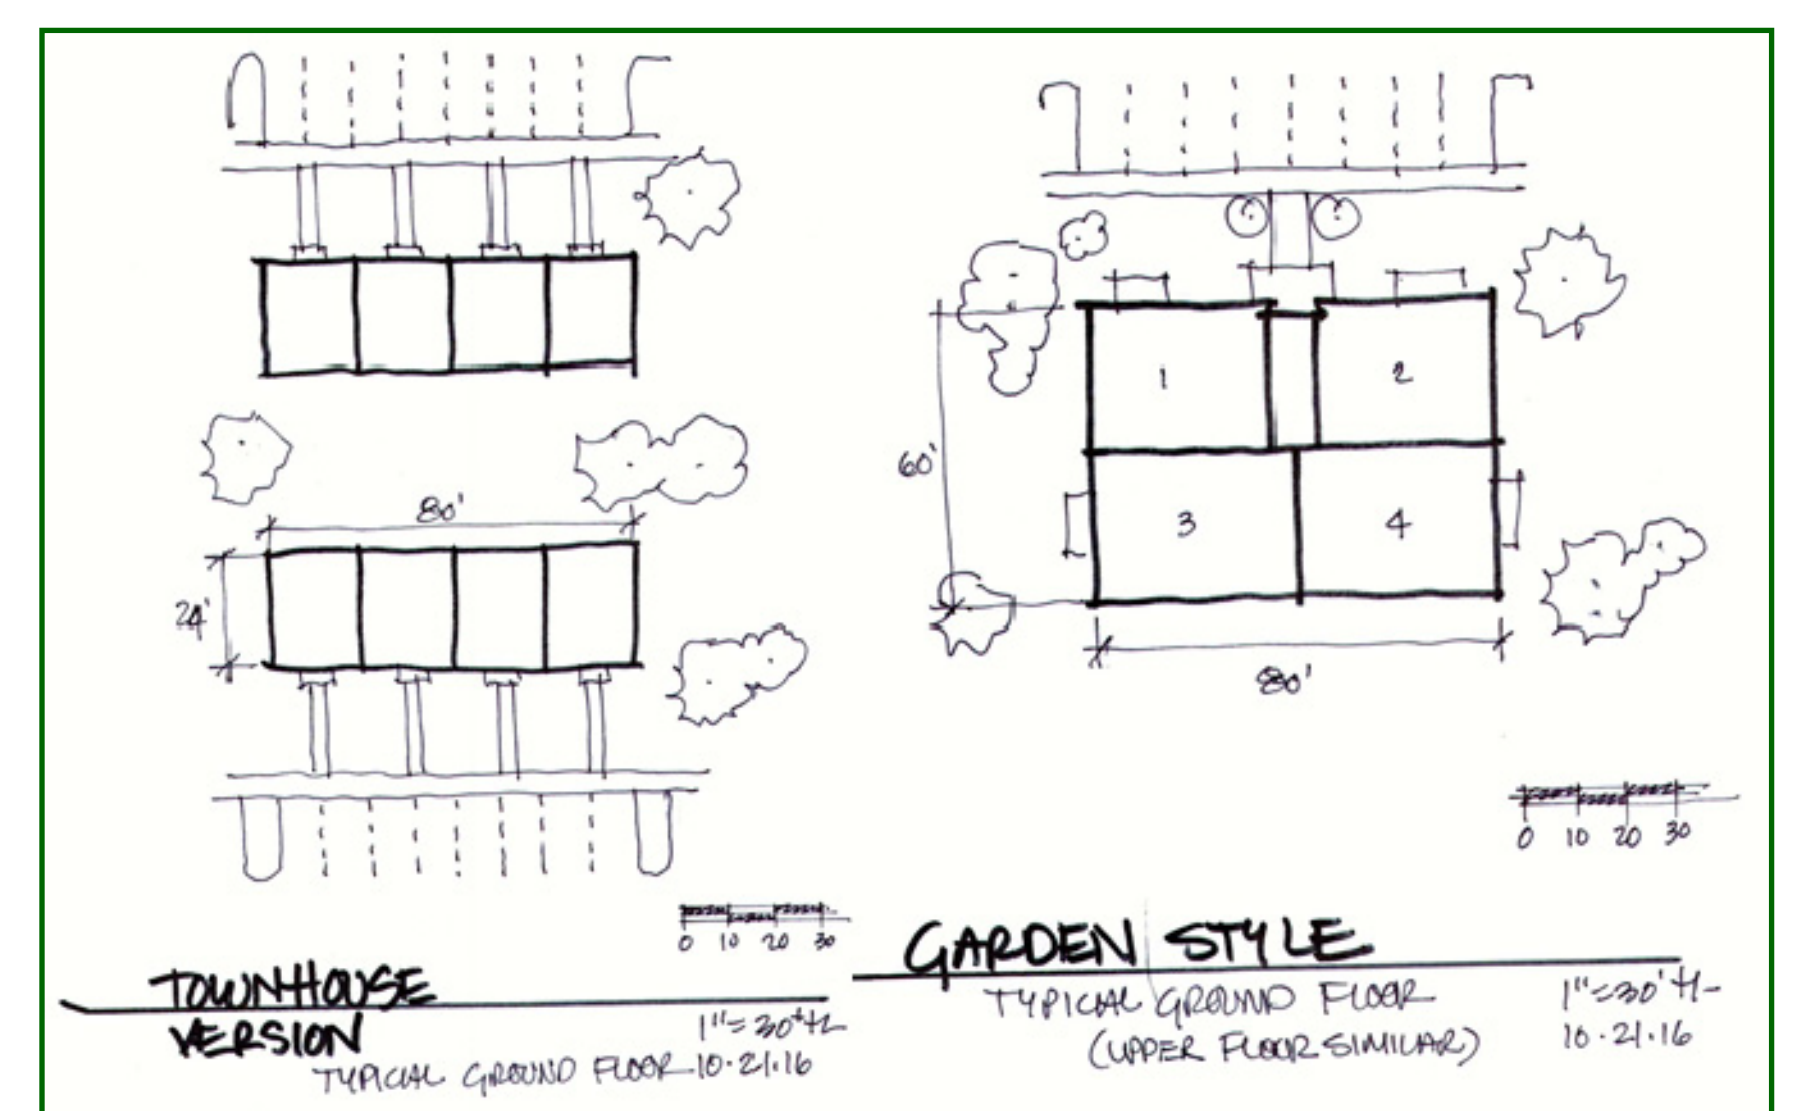 80'
24'
0 10 20 30
TOWNHOUSE
VERSION
1"=30'+/-
TYPICAL GROUND FLOOR 10.21.16
1
2
60'
3
4
80'
0 10 20 30
GARDEN STYLE
TYPICAL GROUND FLOOR
(UPPER FLOOR SIMILAR)
1"=30'+/-
10.21.16